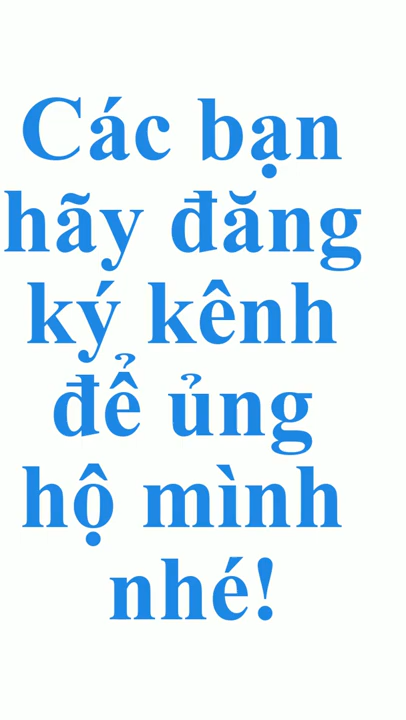 Các bạn
hãy đăng
ký kênh
để ủng
hộ mình
nhé!